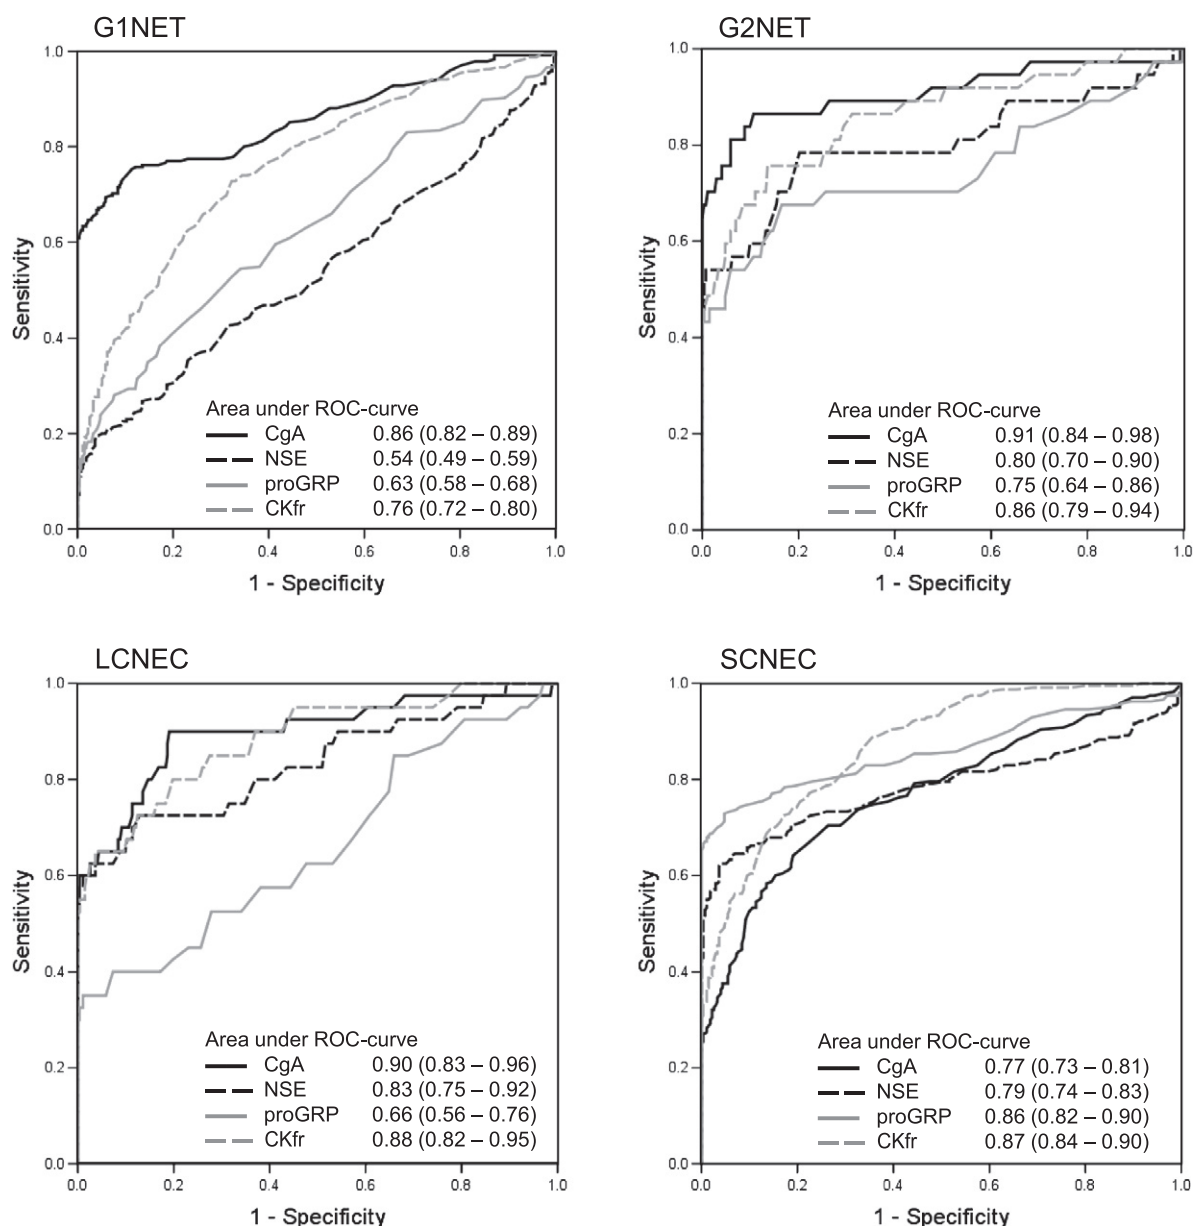 G1NET
1.0
0.8
0.6
0.4
0.2
0.0
Sensitivity
Area under ROC-curve
CgA 0.86 (0.82 – 0.89)
NSE 0.54 (0.49 – 0.59)
proGRP 0.63 (0.58 – 0.68)
CKfr 0.76 (0.72 – 0.80)
0.0 0.2 0.4 0.6 0.8 1.0
1 - Specificity
G2NET
1.0
0.8
0.6
0.4
0.2
0.0
Sensitivity
Area under ROC-curve
CgA 0.91 (0.84 – 0.98)
NSE 0.80 (0.70 – 0.90)
proGRP 0.75 (0.64 – 0.86)
CKfr 0.86 (0.79 – 0.94)
0.0 0.2 0.4 0.6 0.8 1.0
1 - Specificity
LCNEC
1.0
0.8
0.6
0.4
0.2
0.0
Sensitivity
Area under ROC-curve
CgA 0.90 (0.83 – 0.96)
NSE 0.83 (0.75 – 0.92)
proGRP 0.66 (0.56 – 0.76)
CKfr 0.88 (0.82 – 0.95)
0.0 0.2 0.4 0.6 0.8 1.0
1 - Specificity
SCNEC
1.0
0.8
0.6
0.4
0.2
0.0
Sensitivity
Area under ROC-curve
CgA 0.77 (0.73 – 0.81)
NSE 0.79 (0.74 – 0.83)
proGRP 0.86 (0.82 – 0.90)
CKfr 0.87 (0.84 – 0.90)
0.0 0.2 0.4 0.6 0.8 1.0
1 - Specificity